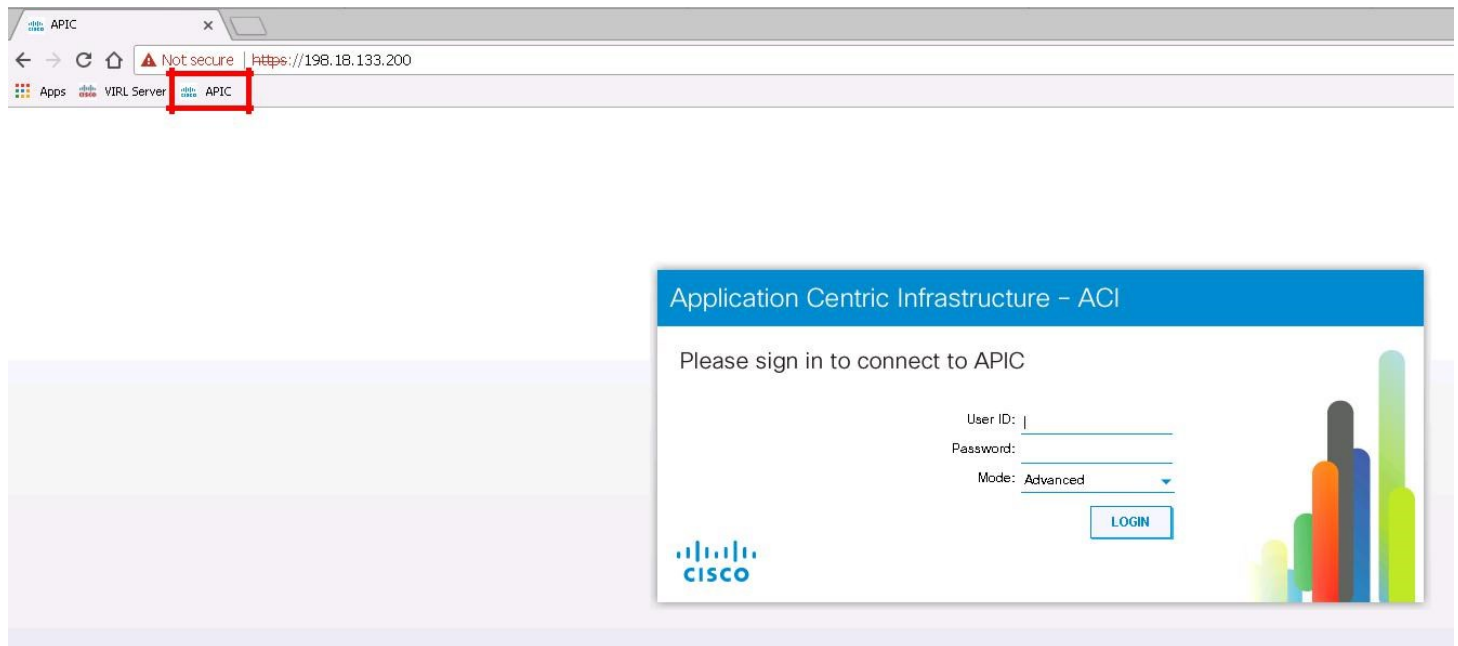 APIC
Not secure | https://198.18.133.200
Apps VIRL Server APIC
Application Centric Infrastructure – ACI
Please sign in to connect to APIC
User ID:
Password:
Mode: Advanced
LOGIN
CISCO